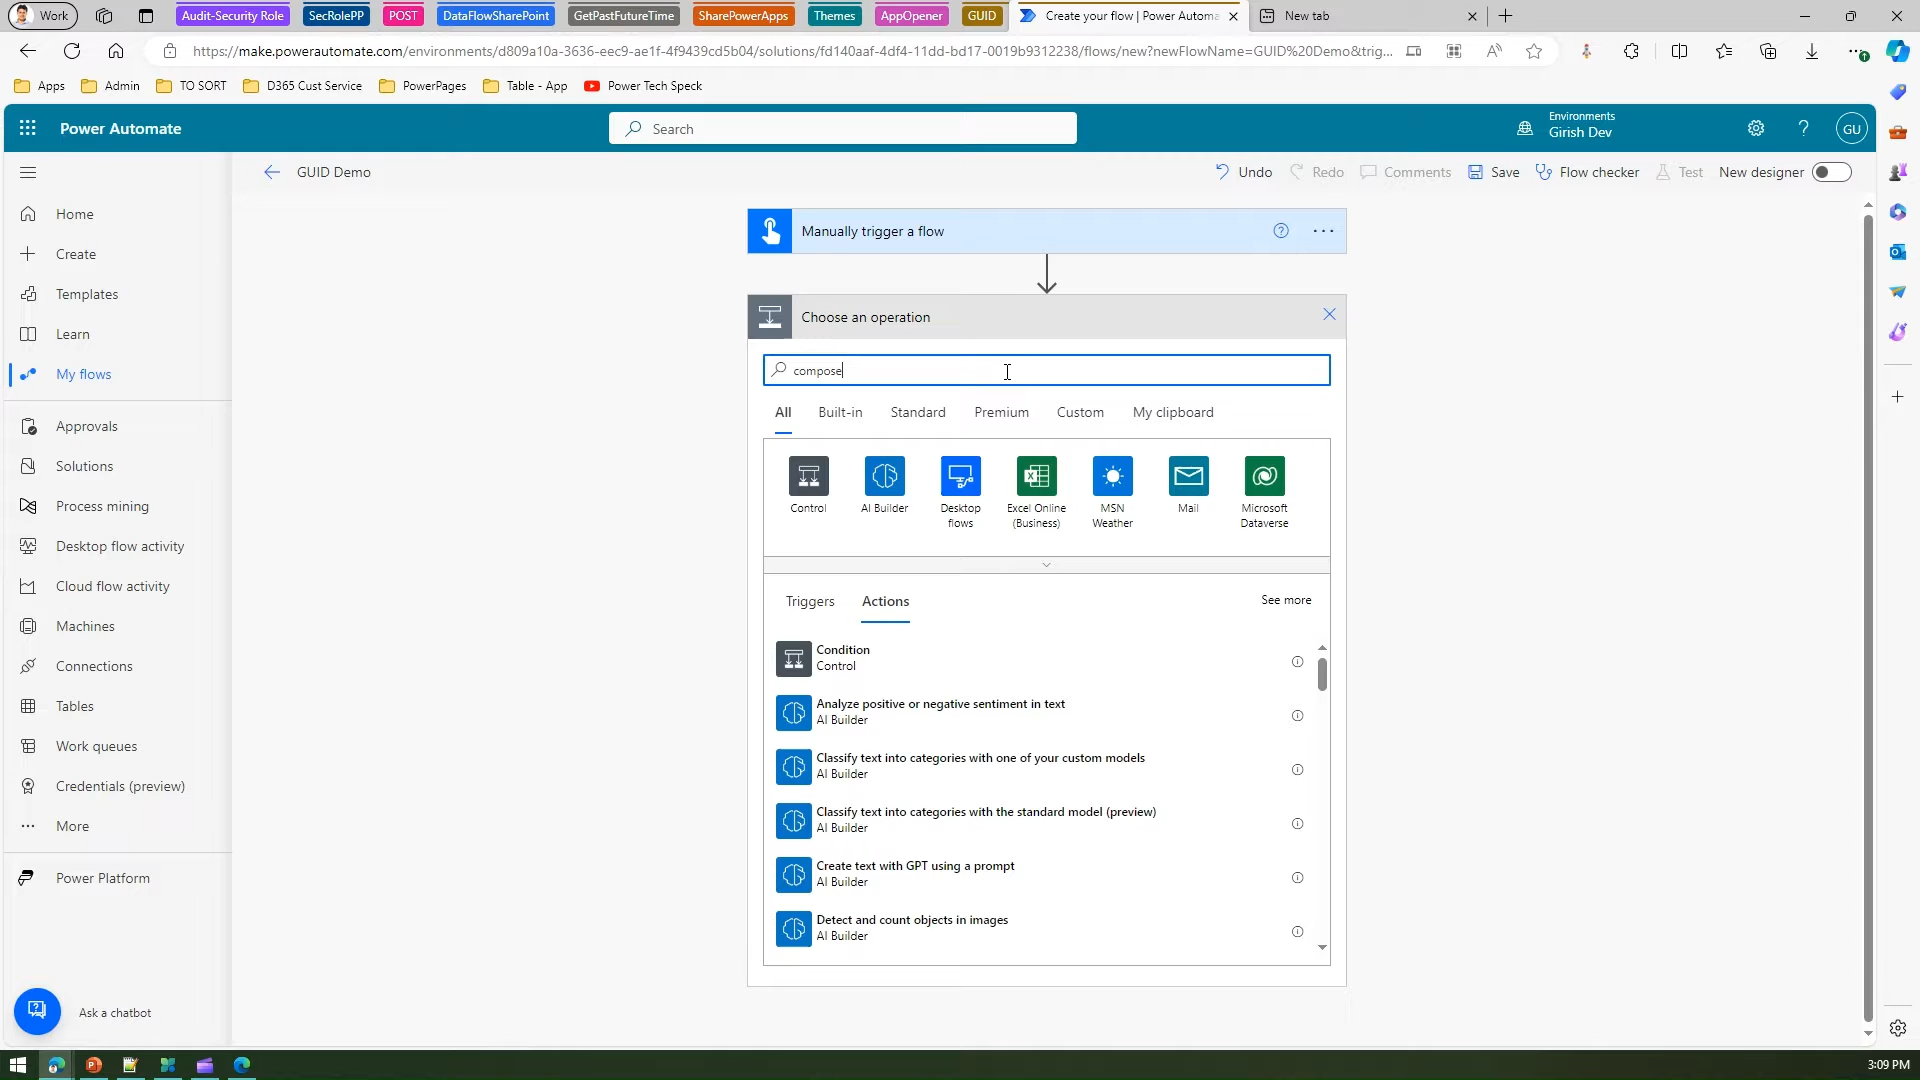 Work
Audit-Security Role
SecRolePP
POST
DataFlowSharePoint
GetPastFutureTime
SharePowerApps
Themes
AppOpener
GUID
Create your flow | Power Automa
New tab
https://make.powerautomate.com/environments/d809a10a-3636-eec9-ae1f-4f9439cd5b04/solutions/fd140aaf-4df4-11dd-bd17-0019b9312238/flows/new?newFlowName=GUID%20Demo&trig...
Apps
Admin
TO SORT
D365 Cust Service
PowerPages
Table - App
Power Tech Speck
Power Automate
Search
Environments
Girish Dev
GU
GUID Demo
Undo
Redo
Comments
Save
Flow checker
Test
New designer
Home
Create
Templates
Learn
My flows
Approvals
Solutions
Process mining
Desktop flow activity
Cloud flow activity
Machines
Connections
Tables
Work queues
Credentials (preview)
More
Power Platform
Ask a chatbot
Manually trigger a flow
Choose an operation
compose
All
Built-in
Standard
Premium
Custom
My clipboard
Control
AI Builder
Desktop
flows
Excel Online
(Business)
MSN
Weather
Mail
Microsoft
Dataverse
Triggers
Actions
See more
Condition
Control
Analyze positive or negative sentiment in text
AI Builder
Classify text into categories with one of your custom models
AI Builder
Classify text into categories with the standard model (preview)
AI Builder
Create text with GPT using a prompt
AI Builder
Detect and count objects in images
AI Builder
3:09 PM